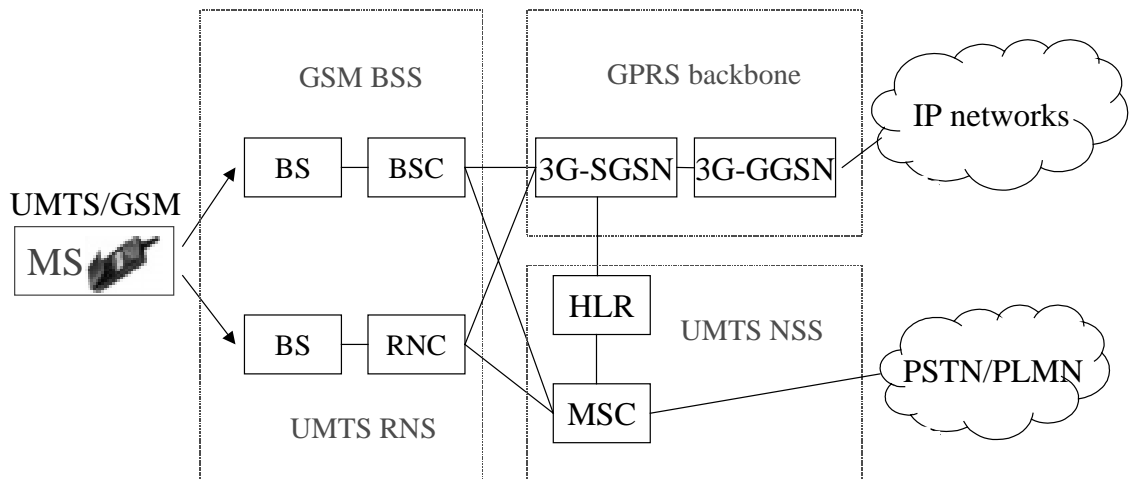 GSM BSS
GPRS backbone
IP networks
BS
BSC
3G-SGSN
3G-GGSN
UMTS/GSM
MS
HLR
UMTS NSS
BS
RNC
PSTN/PLMN
MSC
UMTS RNS